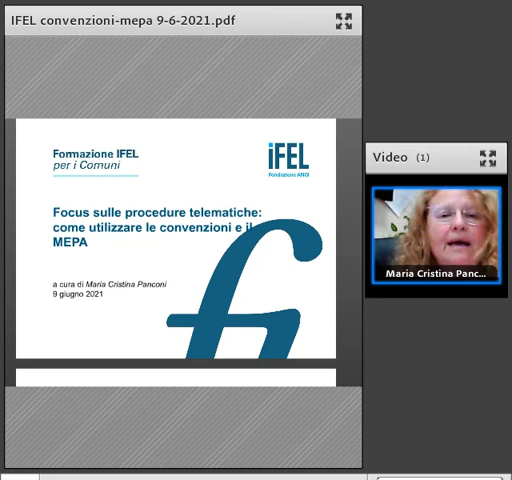 IFEL convenzioni-mepa 9-6-2021.pdf
Formazione IFEL
per i Comuni
iFEL
Fondazione ANCI
Focus sulle procedure telematiche:
come utilizzare le convenzioni e il
MEPA
a cura di Maria Cristina Panconi
9 giugno 2021
Video (1)
Maria Cristina Panc...